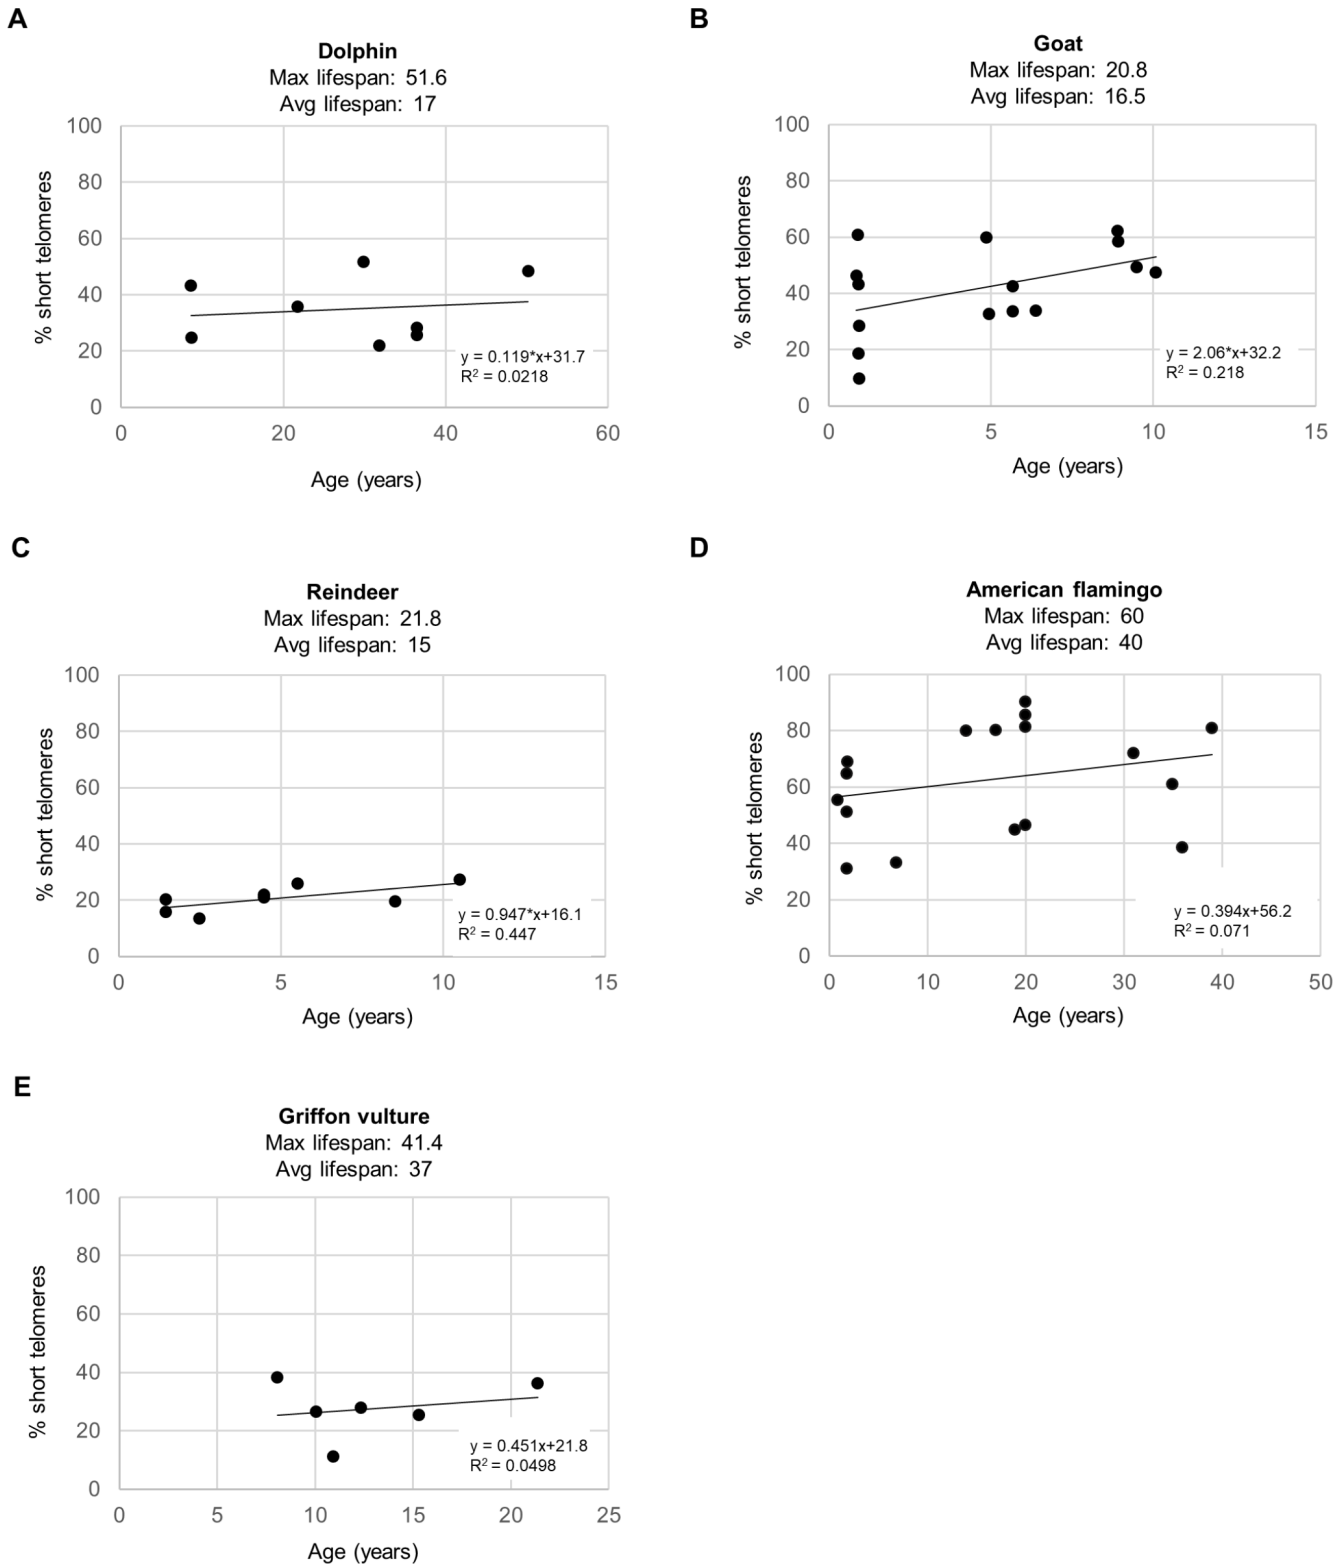 A
Dolphin
Max lifespan: 51.6
Avg lifespan: 17
100
80
60
40
20
0
% short telomeres
y = 0.119*x+31.7
R² = 0.0218
0 20 40 60
Age (years)
B
Goat
Max lifespan: 20.8
Avg lifespan: 16.5
100
80
60
40
20
0
% short telomeres
y = 2.06*x+32.2
R² = 0.218
0 5 10 15
Age (years)
C
Reindeer
Max lifespan: 21.8
Avg lifespan: 15
100
80
60
40
20
0
% short telomeres
y = 0.947*x+16.1
R² = 0.447
0 5 10 15
Age (years)
D
American flamingo
Max lifespan: 60
Avg lifespan: 40
100
80
60
40
20
0
% short telomeres
y = 0.394x+56.2
R² = 0.071
0 10 20 30 40 50
Age (years)
E
Griffon vulture
Max lifespan: 41.4
Avg lifespan: 37
100
80
60
40
20
0
% short telomeres
y = 0.451x+21.8
R² = 0.0498
0 5 10 15 20 25
Age (years)